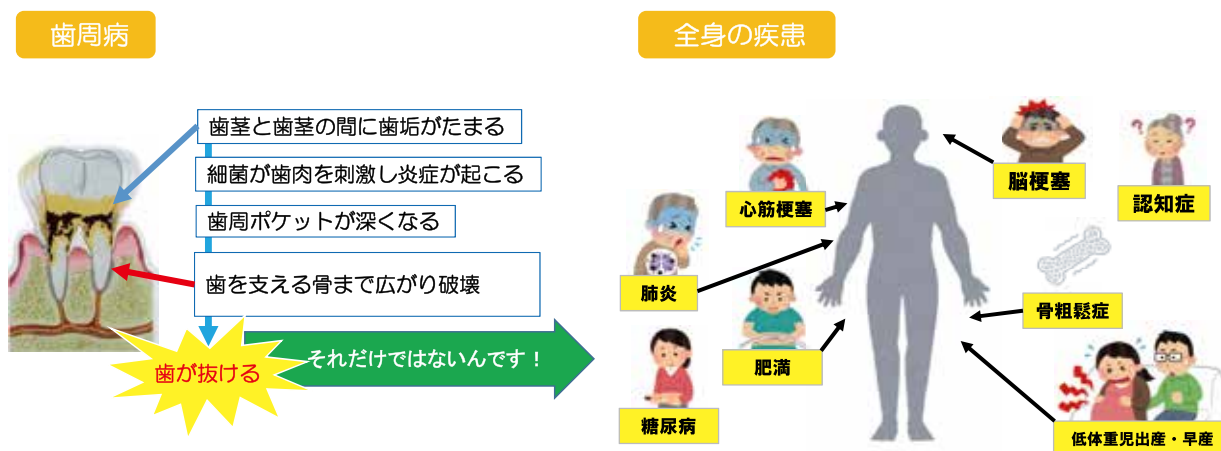 歯周病
歯茎と歯茎の間に歯垢がたまる
細菌が歯肉を刺激し炎症が起こる
歯周ポケットが深くなる
歯を支える骨まで広がり破壊
歯が抜ける
それだけではないんです！
全身の疾患
脳梗塞
認知症
心筋梗塞
肺炎
骨粗鬆症
肥満
糖尿病
低体重児出産・早産